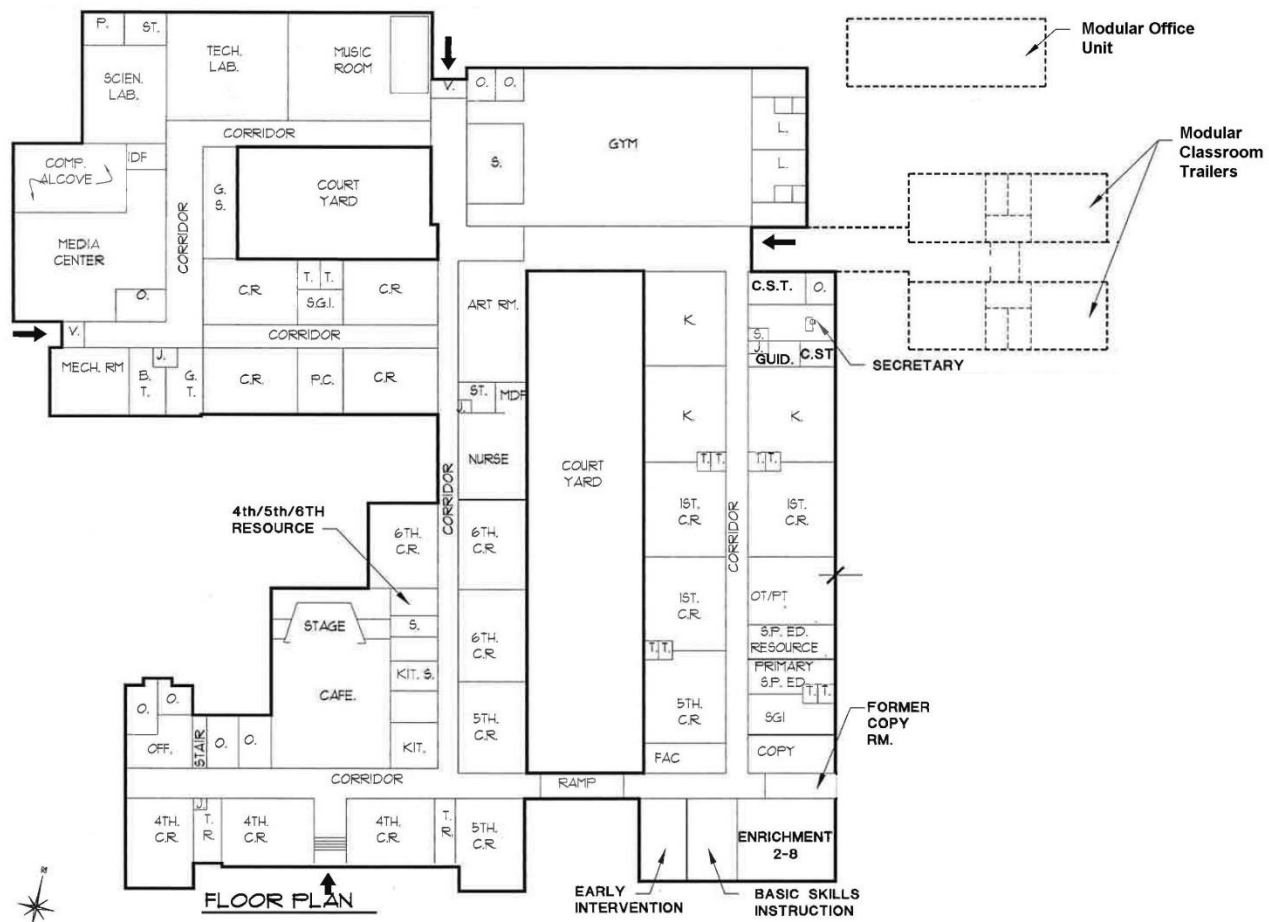 P.
ST.
TECH.
LAB.
MUSIC
ROOM
SCIEN.
LAB.
V.
O.
O.
Modular Office
Unit
CORRIDOR
GYM
L.
L.
S.
COMP.
ALCOVE
IDF
G.
S.
COURT
YARD
Modular
Classroom
Trailers
CORRIDOR
MEDIA
CENTER
O.
C.R.
T.
T.
S.G.I.
C.R.
ART RM.
K.
C.S.T.
O.
V.
CORRIDOR
S.
J.
GUID.
C.ST
SECRETARY
MECH. RM
J.
B.
T.
G.
T.
C.R.
P.C.
C.R.
ST.
MDF
J.
K.
K.
NURSE
COURT
YARD
T.
T.
T.
T.
CORRIDOR
4th/5th/6TH
RESOURCE
6TH.
C.R.
6TH.
C.R.
1ST.
C.R.
CORRIDOR
1ST.
C.R.
STAGE
S.
1ST.
C.R.
OT/PT
6TH.
C.R.
T.
T.
S.P. ED.
RESOURCE
PRIMARY
S.P. ED.
T.
T.
CAFE.
KIT. S.
O.
O.
5TH.
C.R.
5TH.
C.R.
SGI
FORMER
COPY
RM.
OFF.
STAIR
O.
O.
KIT.
FAC
COPY
CORRIDOR
RAMP
4TH.
C.R.
J.
T.
R.
4TH.
C.R.
4TH.
C.R.
T.
R.
5TH.
C.R.
ENRICHMENT
2-8
N
FLOOR PLAN
EARLY
INTERVENTION
BASIC SKILLS
INSTRUCTION